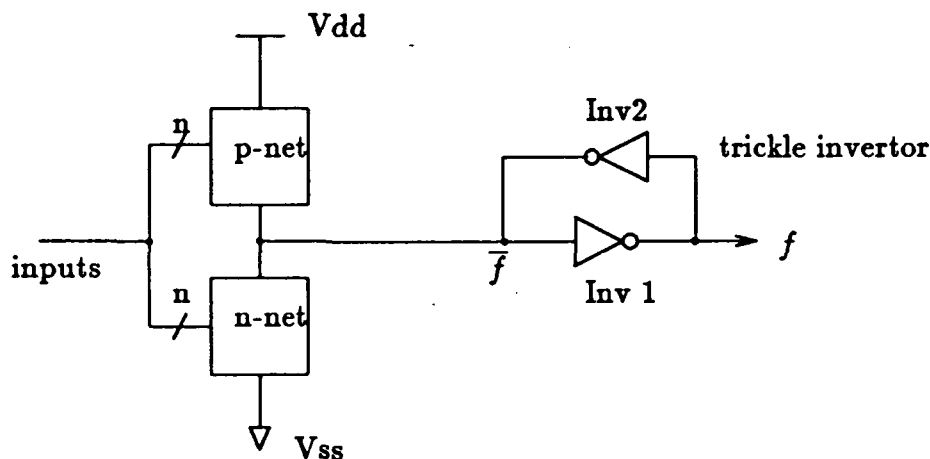 Vdd
n
p-net
Inv2
trickle invertor
inputs
f̅
f
n
n-net
Inv 1
Vss